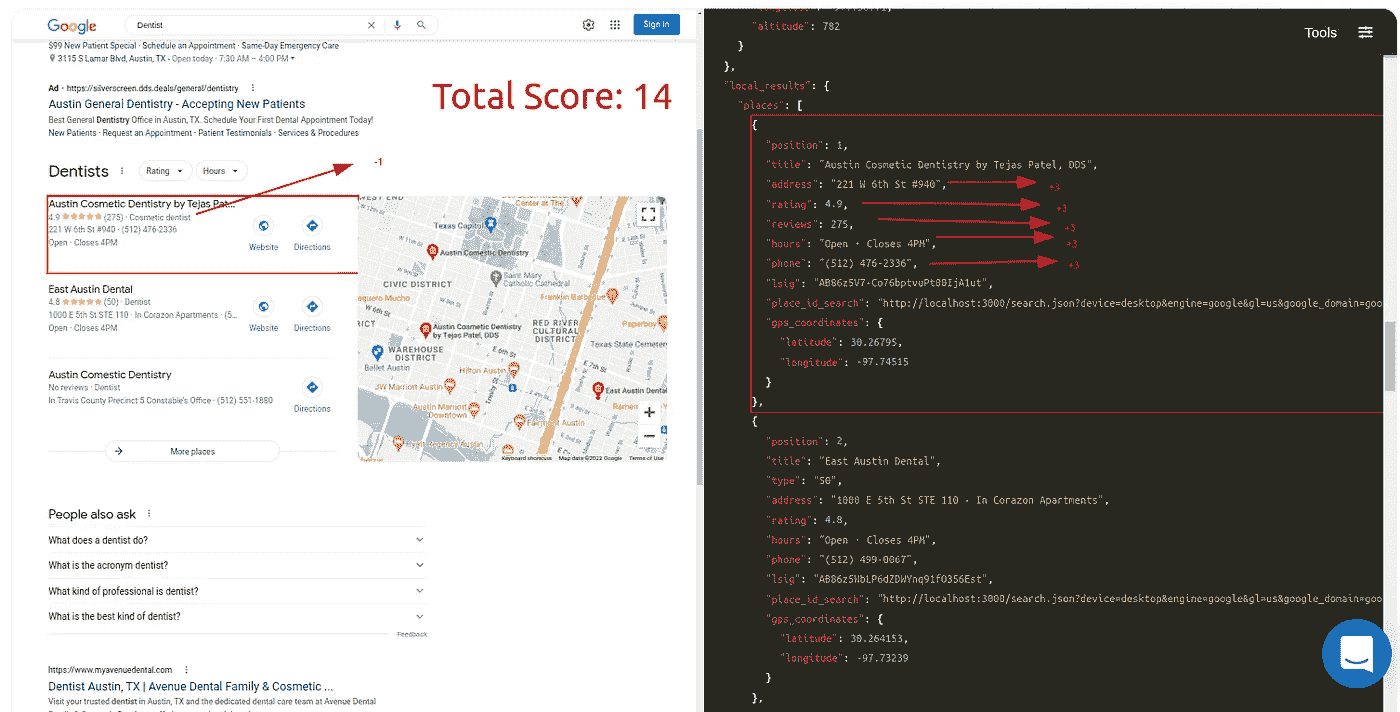 Google
Dentist
Sign in
$99 New Patient Special · Schedule an Appointment · Same-Day Emergency Care
3115 S Lamar Blvd, Austin, TX - Open today · 7:30 AM – 4:00 PM
Ad · https://silverscreen.dds.deals/general/dentistry
Austin General Dentistry - Accepting New Patients
Best General Dentistry Office in Austin, TX. Schedule Your First Dental Appointment Today!
New Patients · Request an Appointment · Patient Testimonials · Services & Procedures
Total Score: 14
Dentists
Rating
Hours
-1
Austin Cosmetic Dentistry by Tejas Pat...
4.9 (275) · Cosmetic dentist
221 W 6th St #940 · (512) 476-2336
Open · Closes 4PM
Website
Directions
East Austin Dental
4.8 (50) · Dentist
1000 E 5th St STE 110 · In Corazon Apartments · (5...
Open · Closes 4PM
Website
Directions
Austin Cosmetic Dentistry
No reviews · Dentist
In Travis County Precinct 5 Constable's Office · (512) 551-1880
Directions
More places
WEST END
Center at The
Texas Capitol
W 11th St
Austin Cosmetic Dentistry
Saint Mary
Catholic Cathedral
CIVIC DISTRICT
Franklin Barbecue
W 6th St
Paperboy
Austin Cosmetic Dentistry
by Tejas Patel, DDS
RED RIVER
CULTURAL
DISTRICT
Texas State Cemetery
WAREHOUSE
DISTRICT
E 6th St
Ballet Austin
Hilton Austin
E 7th St
JW Marriott Austin
East Austin Dental
Trinity St
Austin Marriott
Downtown
Fairmont Austin
Keyboard shortcuts
Map data ©2022 Google
Terms of Use
People also ask
What does a dentist do?
What is the acronym dentist?
What kind of professional is dentist?
What is the best kind of dentist?
Feedback
https://www.myavenuedental.com
Dentist Austin, TX | Avenue Dental Family & Cosmetic ...
Visit your trusted dentist in Austin, TX and the dedicated dental care team at Avenue Dental
Tools
"altitude": 782
}
},
"local_results": {
"places": [
{
"position": 1,
"title": "Austin Cosmetic Dentistry by Tejas Patel, DDS",
"address": "221 W 6th St #940", +3
"rating": 4.9, +3
"reviews": 275, +3
"hours": "Open · Closes 4PM", +3
"phone": "(512) 476-2336", +3
"lsig":
"place_id_search": "http://localhost:3000/search.json?device=desktop&engine=google&gl=us&google_domain=goo
"gps_coordinates": {
"latitude": 30.26795,
"longitude": -97.74515
}
},
{
"position": 2,
"title": "East Austin Dental",
"type": "50",
"address": "1000 E 5th St STE 110 · In Corazon Apartments",
"rating": 4.8,
"hours": "Open · Closes 4PM",
"phone": "(512) 499-0067",
"lsig":
"place_id_search": "http://localhost:3000/search.json?device=desktop&engine=google&gl=us&google_domain=goo
"gps_coordinates": {
"latitude": 30.264153,
"longitude": -97.73239
}
},